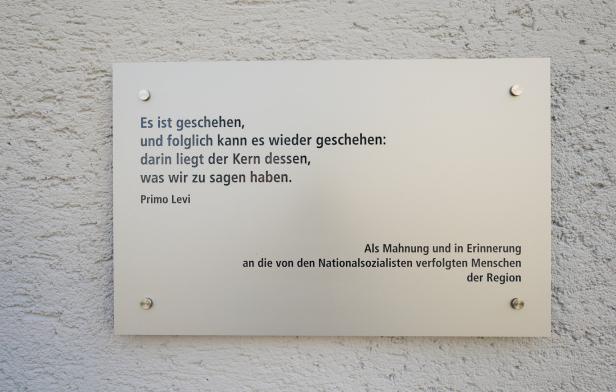 Es ist geschehen,
und folglich kann es wieder geschehen:
darin liegt der Kern dessen,
was wir zu sagen haben.
Primo Levi
Als Mahnung und in Erinnerung
an die von den Nationalsozialisten verfolgten Menschen
der Region